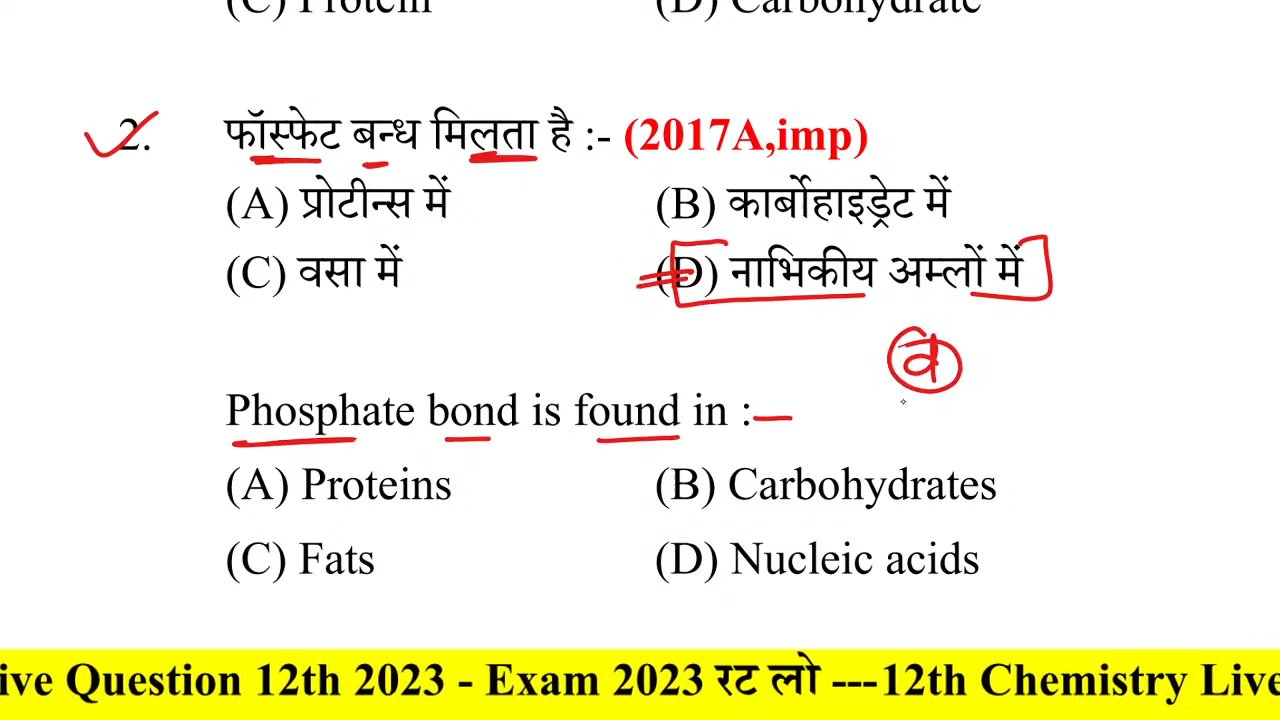 (C) Protein (D) Carbohydrate
2. फॉस्फेट बन्ध मिलता है :- (2017A,imp)
(A) प्रोटीन्स में (B) कार्बोहाइड्रेट में
(C) वसा में (D) नाभिकीय अम्लों में
Phosphate bond is found in :
(A) Proteins (B) Carbohydrates
(C) Fats (D) Nucleic acids
ive Question 12th 2023 - Exam 2023 रट लो ---12th Chemistry Live